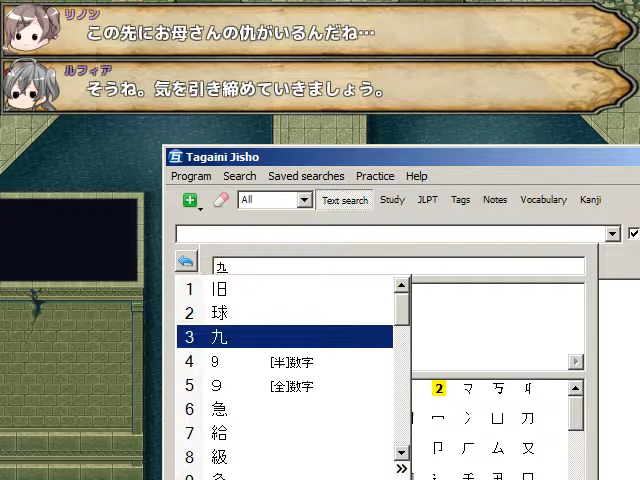 リノン
この先にお母さんの仇がいるんだね…
ルフィア
そうね。気を引き締めていきましょう。
Tagaini Jisho
Program Search Saved searches Practice Help
All Text search Study JLPT Tags Notes Vocabulary Kanji
九
1 旧
2 球
3 九
4 9 [半]数字
5 ９ [全]数字
6 急
7 給
8 級
2 マ 丂
冖 冫 凵 刀
卩 厂 厶 又